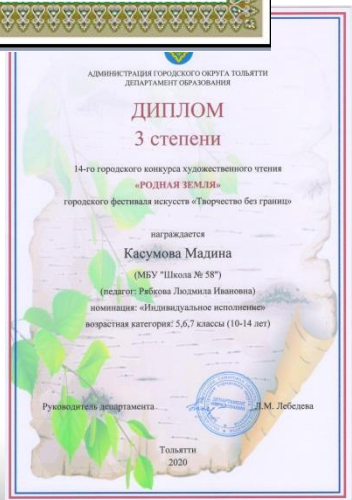 АДМИНИСТРАЦИЯ ГОРОДСКОГО ОКРУГА ТОЛЬЯТТИ
ДЕПАРТАМЕНТ ОБРАЗОВАНИЯ
ДИПЛОМ
3 степени
14-го городского конкурса художественного чтения
«РОДНАЯ ЗЕМЛЯ»
городского фестиваля искусств «Творчество без границ»
награждается
Касумова Мадина
(МБУ "Школа № 58")
(педагог: Рябкова Людмила Ивановна)
номинация: «Индивидуальное исполнение»
возрастная категория: 5,6,7 классы (10-14 лет)
Руководитель департамента
Л.М. Лебедева
Тольятти
2020